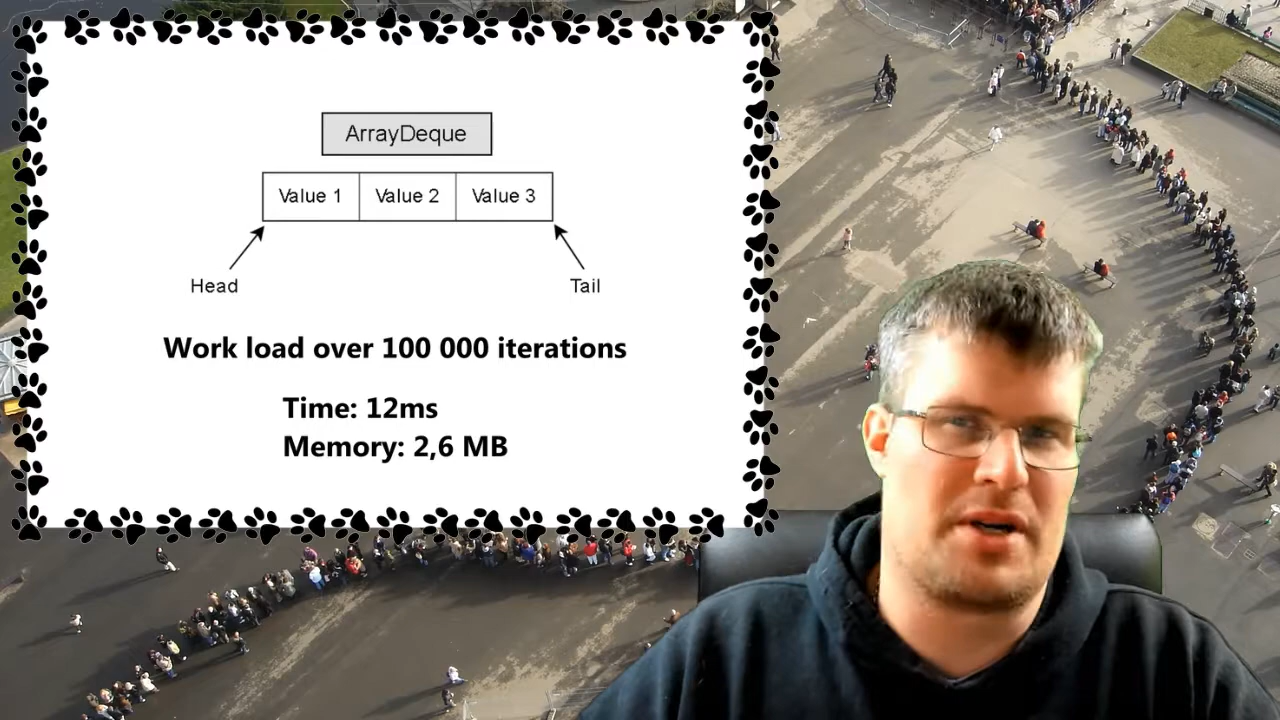 ArrayDeque
Value 1 Value 2 Value 3
Head Tail
Work load over 100 000 iterations
Time: 12ms
Memory: 2,6 MB